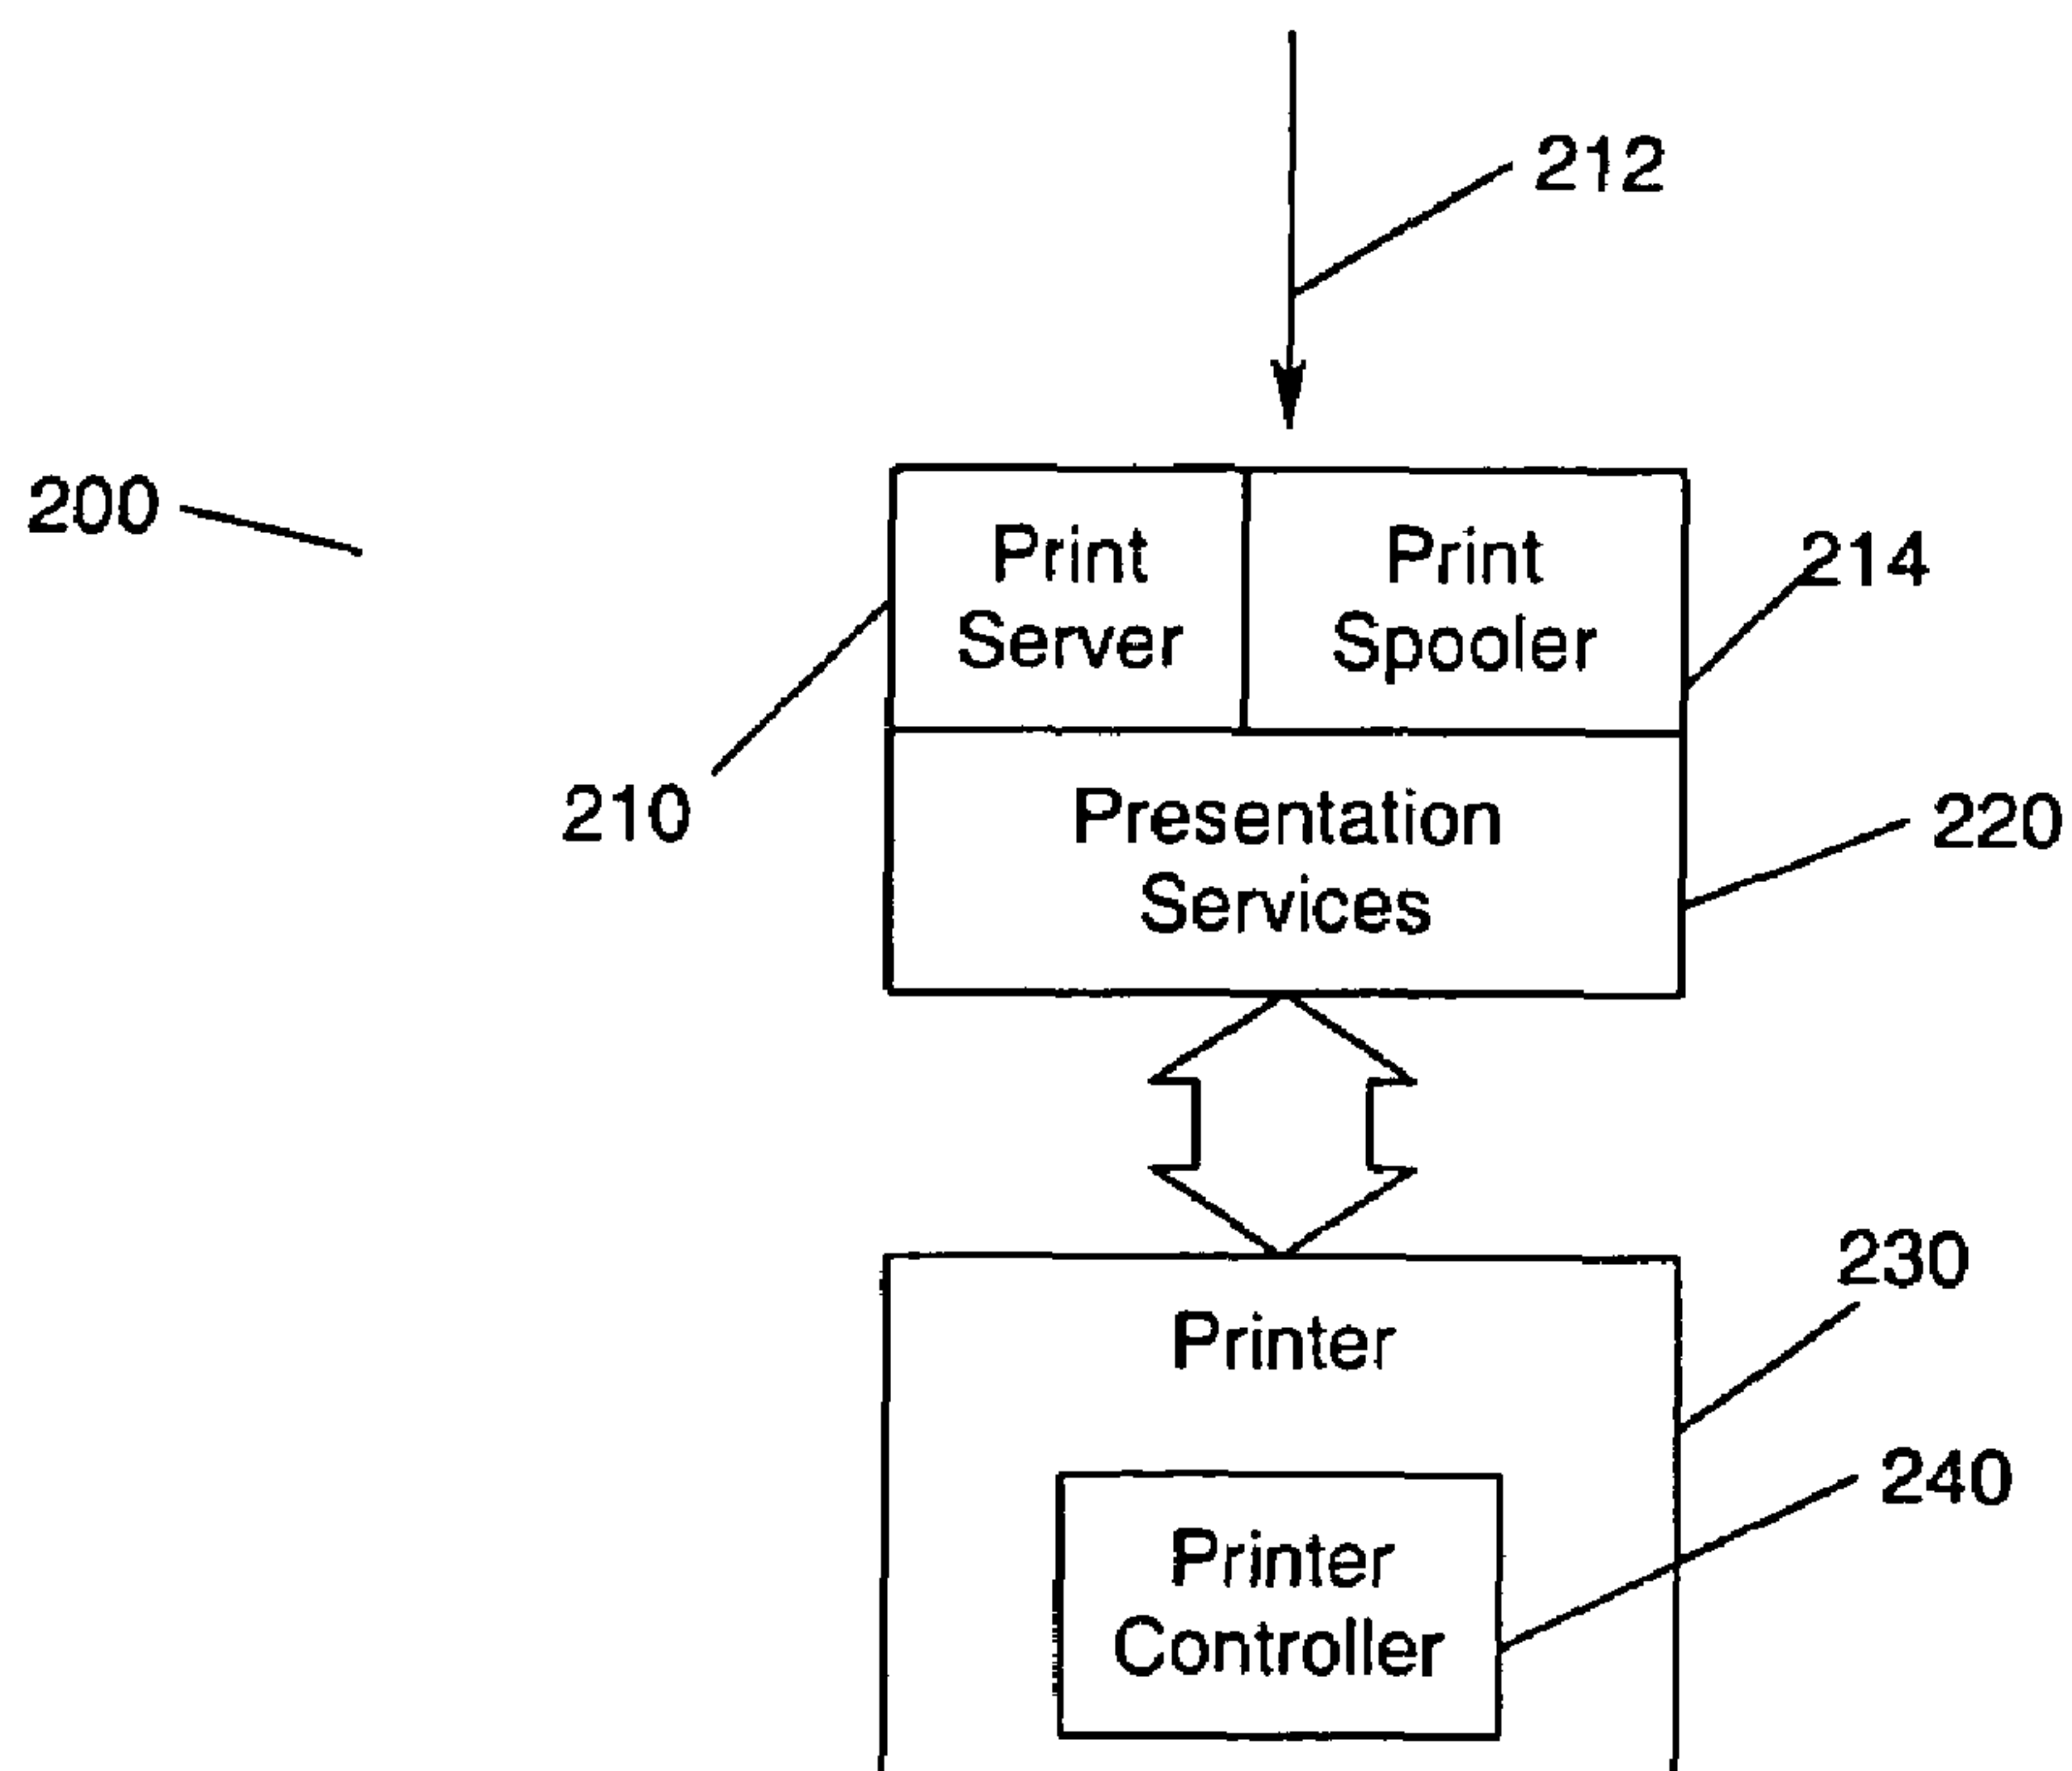 212
200
Print
Server
Print
Spooler
214
210
Presentation
Services
220
230
Printer
240
Printer
Controller